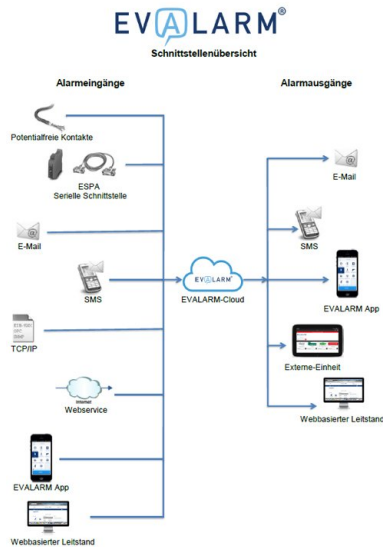 EVALARM®
Schnittstellenübersicht
Alarmeingänge
Potentialfreie Kontakte
ESPA
Serielle Schnittstelle
E-Mail
SMS
TCP/IP
Internet
Webservice
EVALARM App
Webbasierter Leitstand
EVALARM
EVALARM-Cloud
Alarmausgänge
E-Mail
SMS
EVALARM App
Externe-Einheit
Webbasierter Leitstand